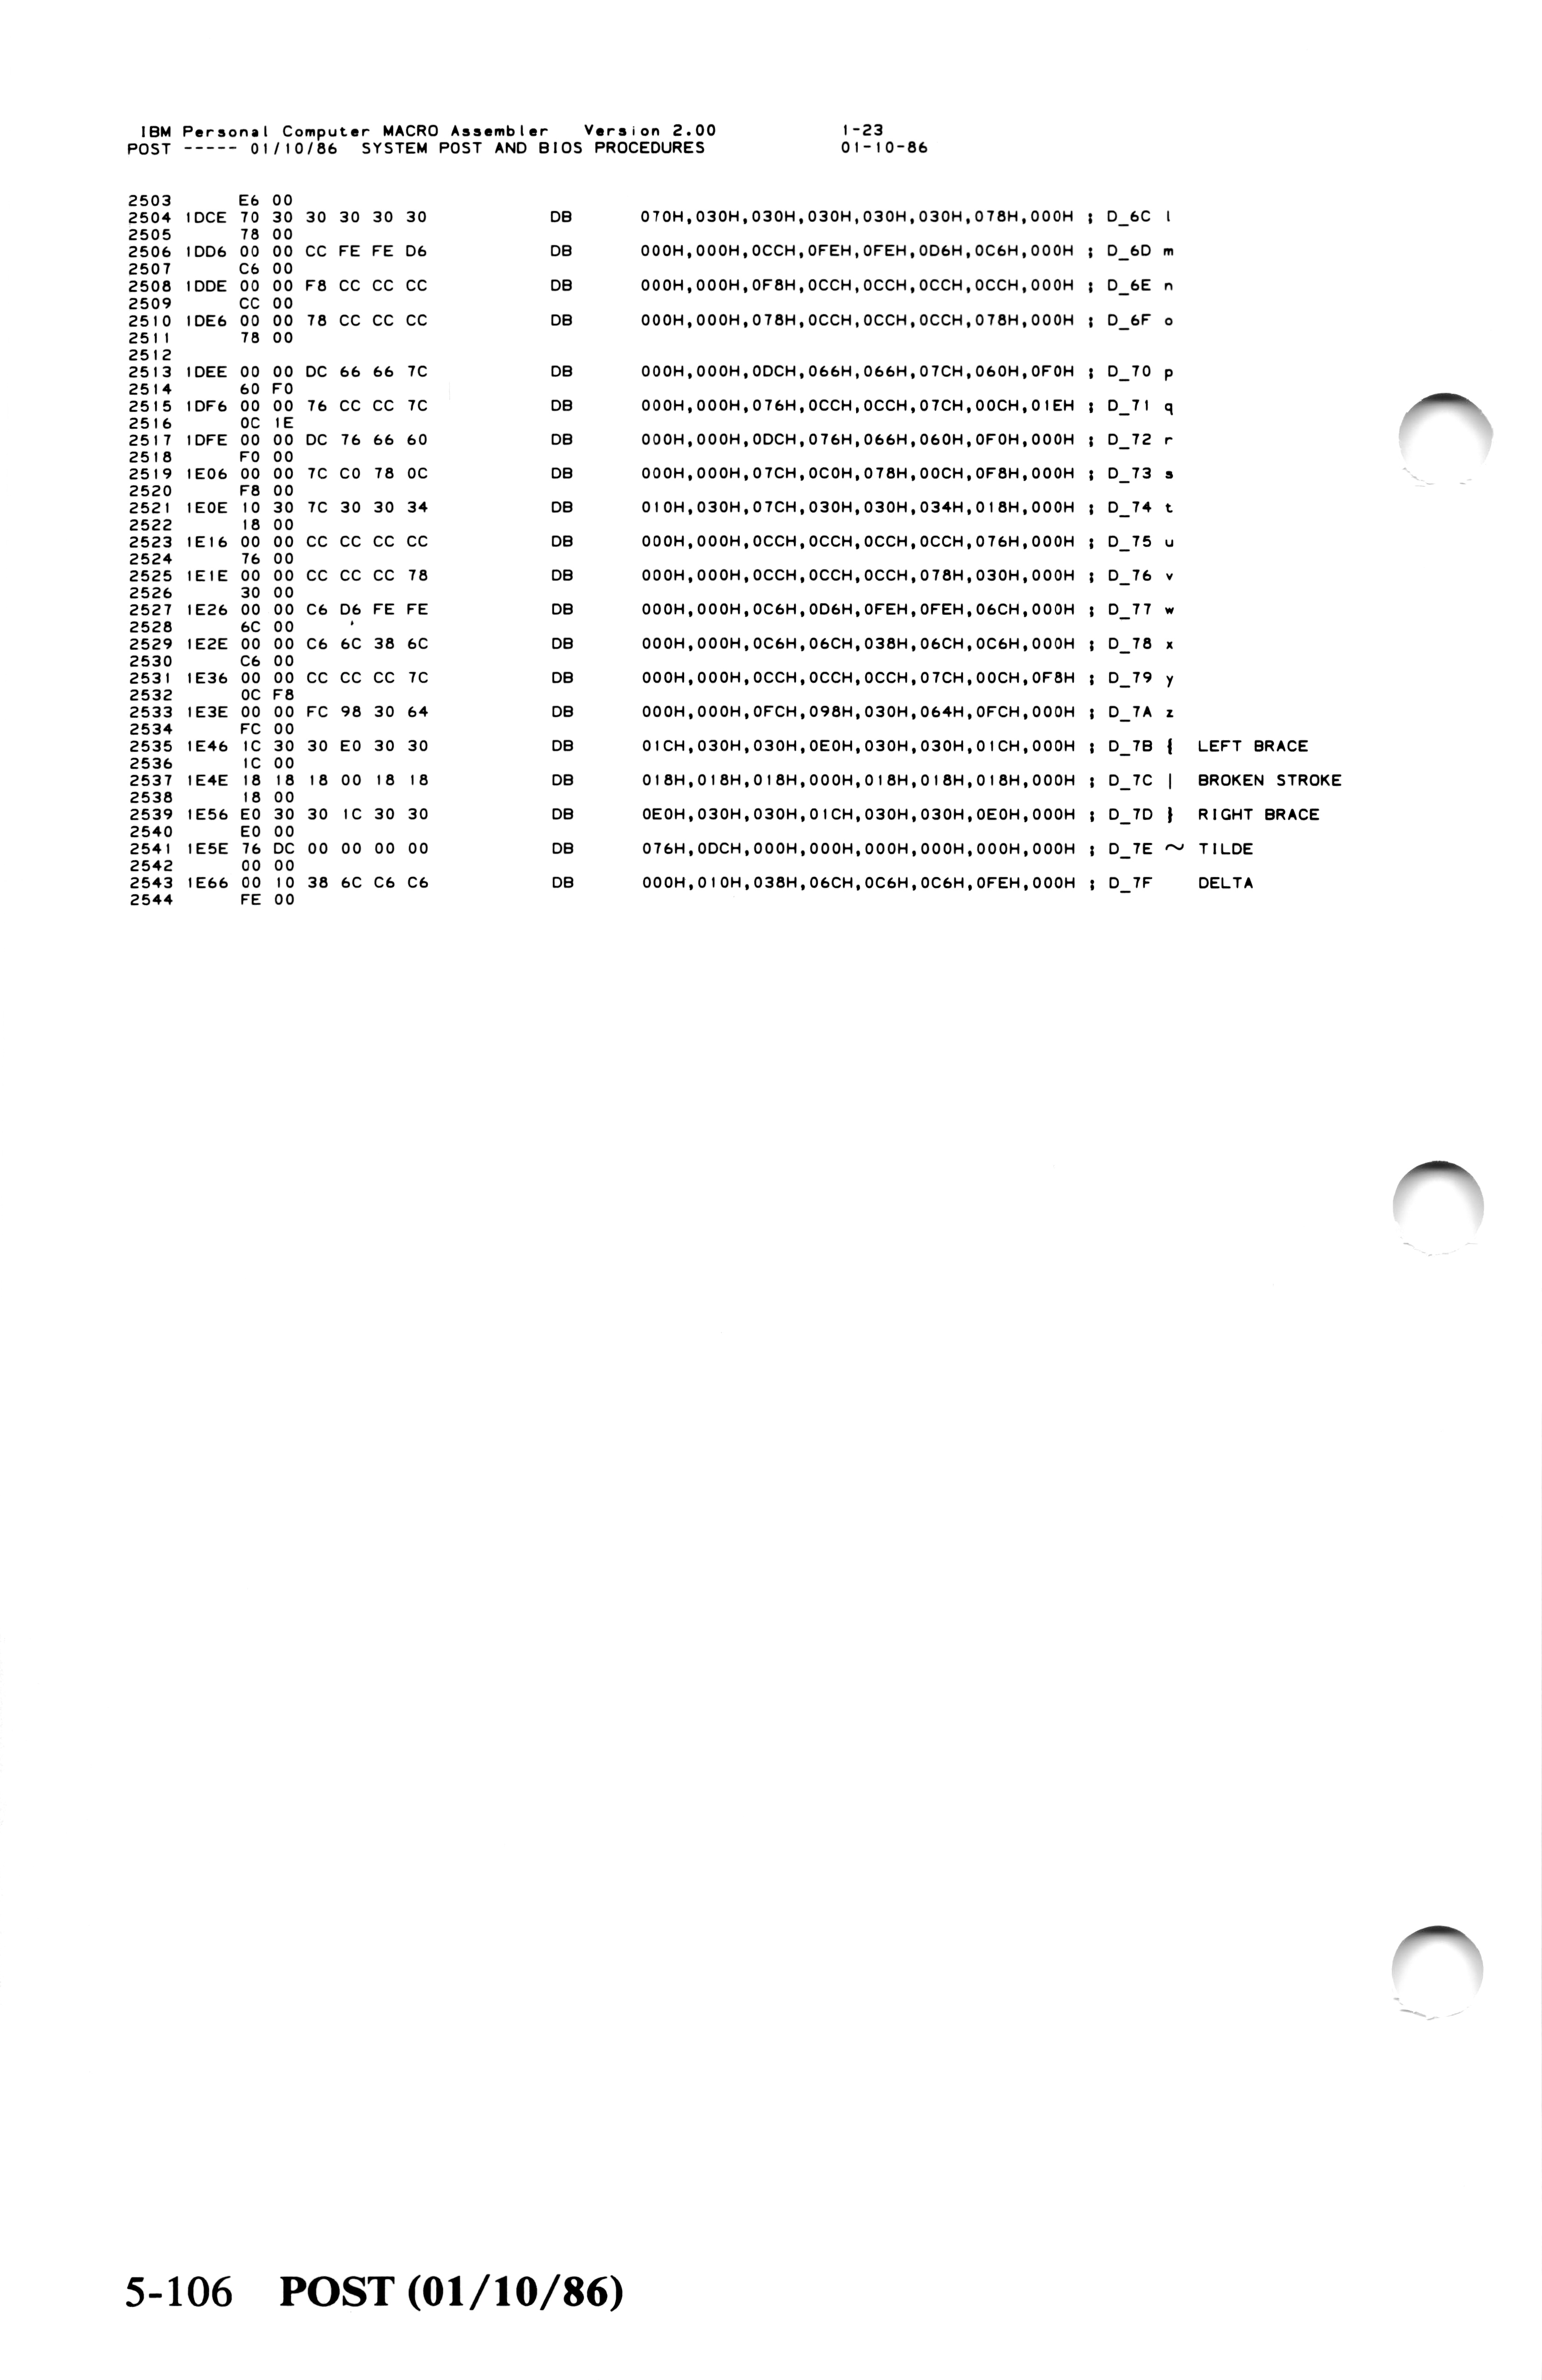 IBM Personal Computer MACRO Assembler   Version 2.00          1-23
POST ----- 01/10/86  SYSTEM POST AND BIOS PROCEDURES          01-10-86
2503      E6 00
2504 1DCE 70 30 30 30 30 30          DB      070H,030H,030H,030H,030H,030H,078H,000H ; D_6C l
2505      78 00
2506 1DD6 00 00 CC FE FE D6          DB      000H,000H,0CCH,0FEH,0FEH,0D6H,0C6H,000H ; D_6D m
2507      C6 00
2508 1DDE 00 00 F8 CC CC CC          DB      000H,000H,0F8H,0CCH,0CCH,0CCH,0CCH,000H ; D_6E n
2509      CC 00
2510 1DE6 00 00 78 CC CC CC          DB      000H,000H,078H,0CCH,0CCH,0CCH,078H,000H ; D_6F o
2511      78 00
2512
2513 1DEE 00 00 DC 66 66 7C          DB      000H,000H,0DCH,066H,066H,07CH,060H,0F0H ; D_70 p
2514      60 F0
2515 1DF6 00 00 76 CC CC 7C          DB      000H,000H,076H,0CCH,0CCH,07CH,00CH,01EH ; D_71 q
2516      0C 1E
2517 1DFE 00 00 DC 76 66 60          DB      000H,000H,0DCH,076H,066H,060H,0F0H,000H ; D_72 r
2518      F0 00
2519 1E06 00 00 7C C0 78 0C          DB      000H,000H,07CH,0C0H,078H,00CH,0F8H,000H ; D_73 s
2520      F8 00
2521 1E0E 10 30 7C 30 30 34          DB      010H,030H,07CH,030H,030H,034H,018H,000H ; D_74 t
2522      18 00
2523 1E16 00 00 CC CC CC CC          DB      000H,000H,0CCH,0CCH,0CCH,0CCH,076H,000H ; D_75 u
2524      76 00
2525 1E1E 00 00 CC CC CC 78          DB      000H,000H,0CCH,0CCH,0CCH,078H,030H,000H ; D_76 v
2526      30 00
2527 1E26 00 00 C6 D6 FE FE          DB      000H,000H,0C6H,0D6H,0FEH,0FEH,06CH,000H ; D_77 w
2528      6C 00
2529 1E2E 00 00 C6 6C 38 6C          DB      000H,000H,0C6H,06CH,038H,06CH,0C6H,000H ; D_78 x
2530      C6 00
2531 1E36 00 00 CC CC CC 7C          DB      000H,000H,0CCH,0CCH,0CCH,07CH,00CH,0F8H ; D_79 y
2532      0C F8
2533 1E3E 00 00 FC 98 30 64          DB      000H,000H,0FCH,098H,030H,064H,0FCH,000H ; D_7A z
2534      FC 00
2535 1E46 1C 30 30 E0 30 30          DB      01CH,030H,030H,0E0H,030H,030H,01CH,000H ; D_7B {  LEFT BRACE
2536      1C 00
2537 1E4E 18 18 18 00 18 18          DB      018H,018H,018H,000H,018H,018H,018H,000H ; D_7C |  BROKEN STROKE
2538      18 00
2539 1E56 E0 30 30 1C 30 30          DB      0E0H,030H,030H,01CH,030H,030H,0E0H,000H ; D_7D }  RIGHT BRACE
2540      E0 00
2541 1E5E 76 DC 00 00 00 00          DB      076H,0DCH,000H,000H,000H,000H,000H,000H ; D_7E ~  TILDE
2542      00 00
2543 1E66 00 10 38 6C C6 C6          DB      000H,010H,038H,06CH,0C6H,0C6H,0FEH,000H ; D_7F    DELTA
2544      FE 00
5-106   POST (01/10/86)